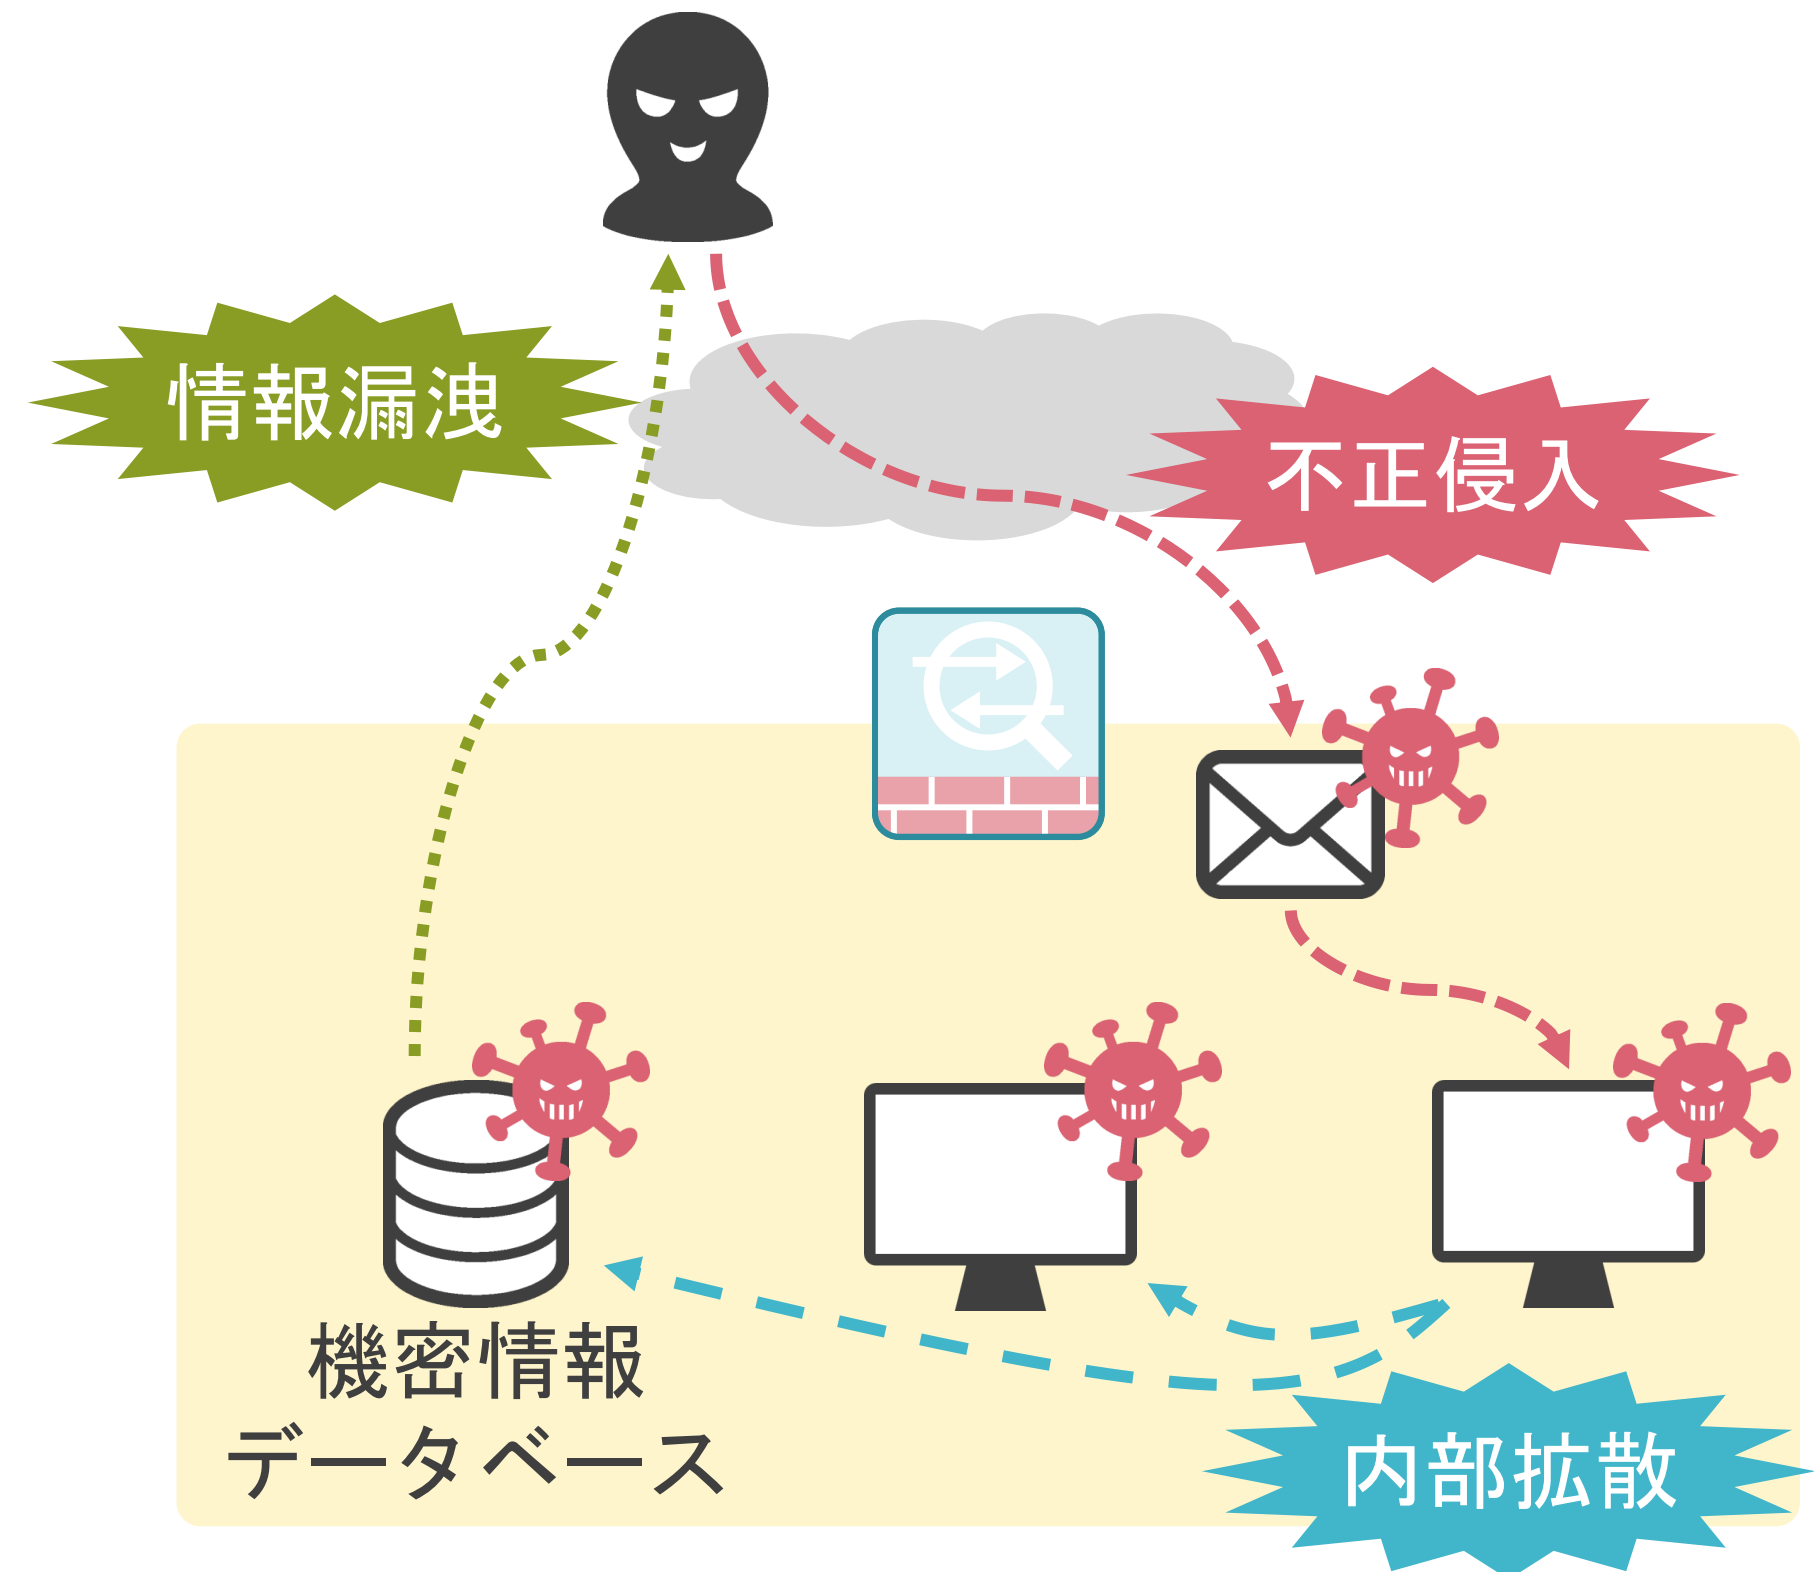 情報漏洩
不正侵入
機密情報
データベース
内部拡散